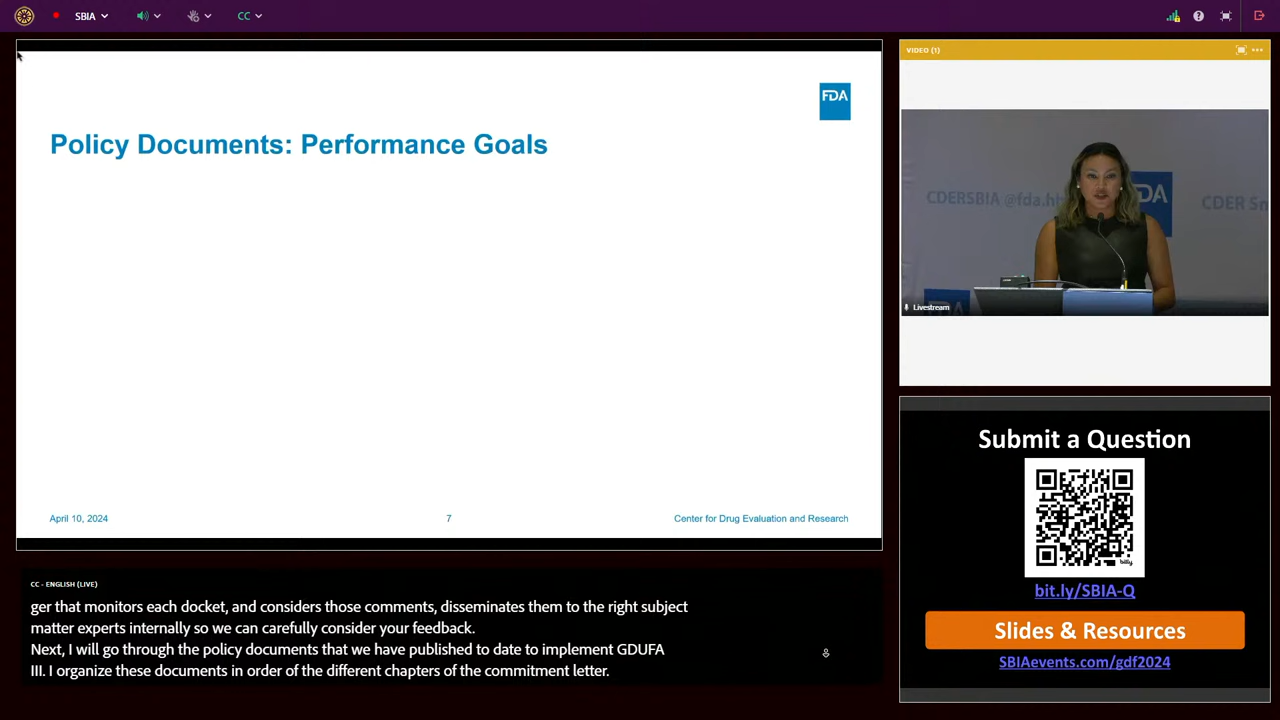 SBIA
CC
FDA
Policy Documents: Performance Goals
April 10, 2024
7
Center for Drug Evaluation and Research
CC - ENGLISH (LIVE)
ger that monitors each docket, and considers those comments, disseminates them to the right subject
matter experts internally so we can carefully consider your feedback.
Next, I will go through the policy documents that we have published to date to implement GDUFA
III. I organize these documents in order of the different chapters of the commitment letter.
VIDEO (1)
CDERSBIA @fda.hh
DA
CDER Sm
Livestream
Submit a Question
bitly
bit.ly/SBIA-Q
Slides & Resources
SBIAevents.com/gdf2024